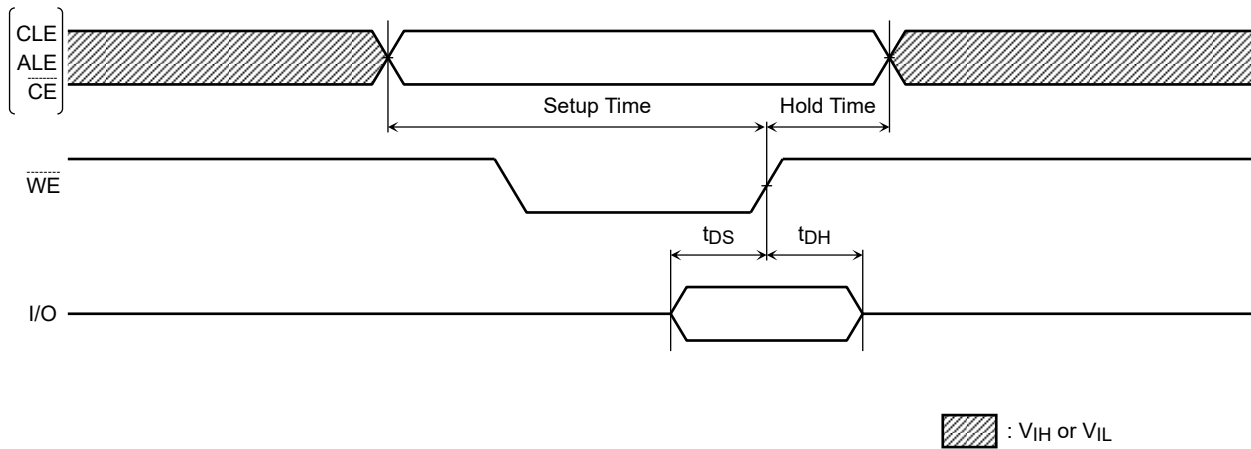 CLE
ALE
CE
Setup Time
Hold Time
WE
tDS
tDH
I/O
: VIH or VIL